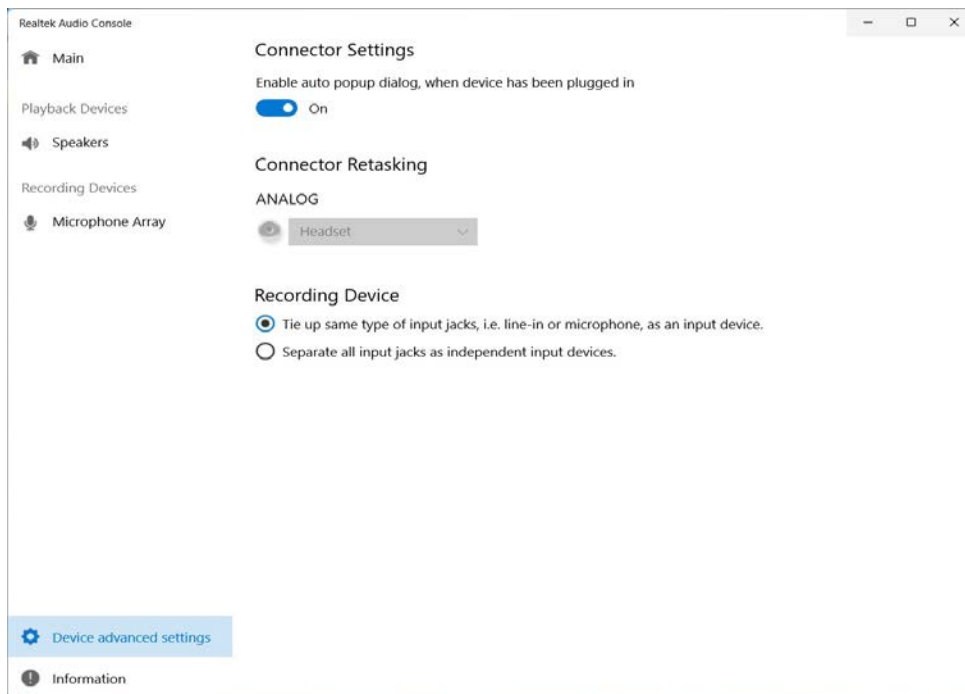 Realtek Audio Console
Main
Playback Devices
Speakers
Recording Devices
Microphone Array
Device advanced settings
Information
Connector Settings
Enable auto popup dialog, when device has been plugged in
On
Connector Retasking
ANALOG
Headset
Recording Device
Tie up same type of input jacks, i.e. line-in or microphone, as an input device.
Separate all input jacks as independent input devices.